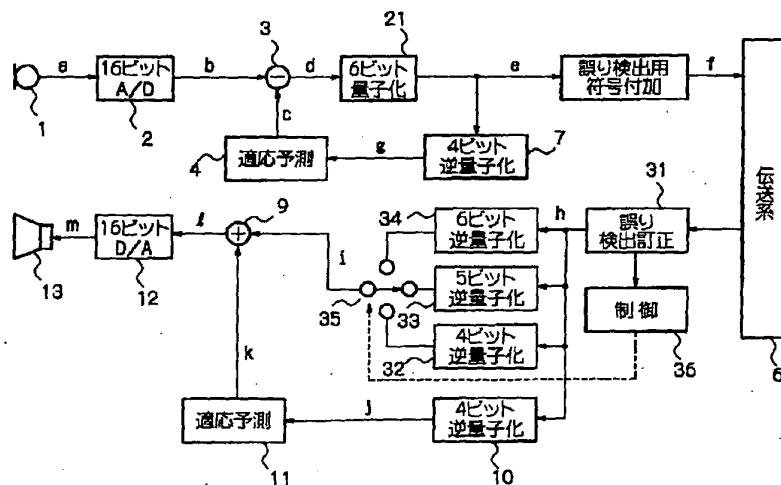 21
3
16ビット
A/D
a
b
d
6ビット
量子化
e
誤り検出用
符号付加
f
1
2
c
4
適応予測
g
4ビット
逆量子化
7
伝送系
31
34
6ビット
逆量子化
h
誤り
検出訂正
9
m
16ビット
D/A
ℓ
i
5ビット
逆量子化
13
12
35
33
制御
4ビット
逆量子化
32
36
6
k
適応予測
j
4ビット
逆量子化
11
10